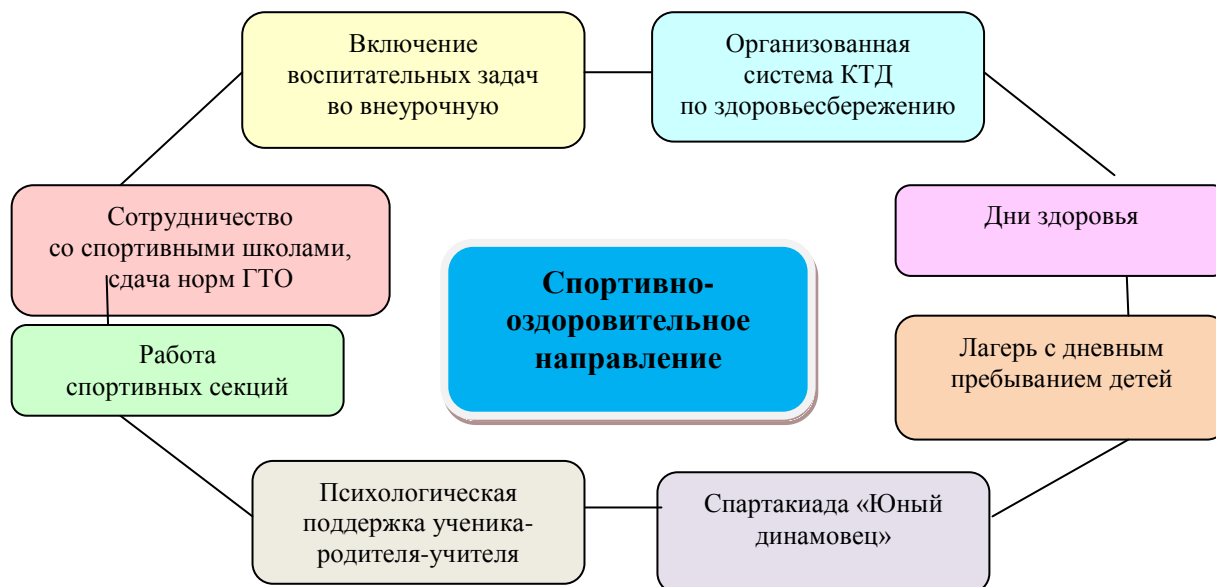 Включение
воспитательных задач
во внеурочную
Организованная
система КТД
по здоровьесбережению
Сотрудничество
со спортивными школами,
сдача норм ГТО
Дни здоровья
Спортивно-
оздоровительное
направление
Работа
спортивных секций
Лагерь с дневным
пребыванием детей
Психологическая
поддержка ученика-
родителя-учителя
Спартакиада «Юный
динамовец»